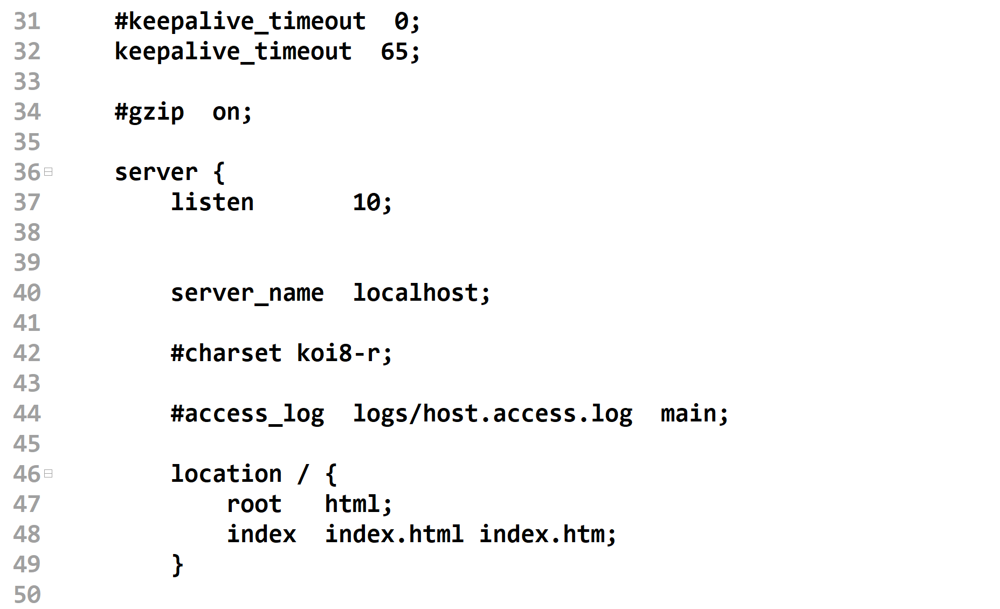 31 #keepalive_timeout  0;
32 keepalive_timeout  65;
33
34 #gzip  on;
35
36 server {
37 listen       10;
38
39
40 server_name  localhost;
41
42 #charset koi8-r;
43
44 #access_log  logs/host.access.log  main;
45
46 location / {
47 root   html;
48 index  index.html index.htm;
49 }
50